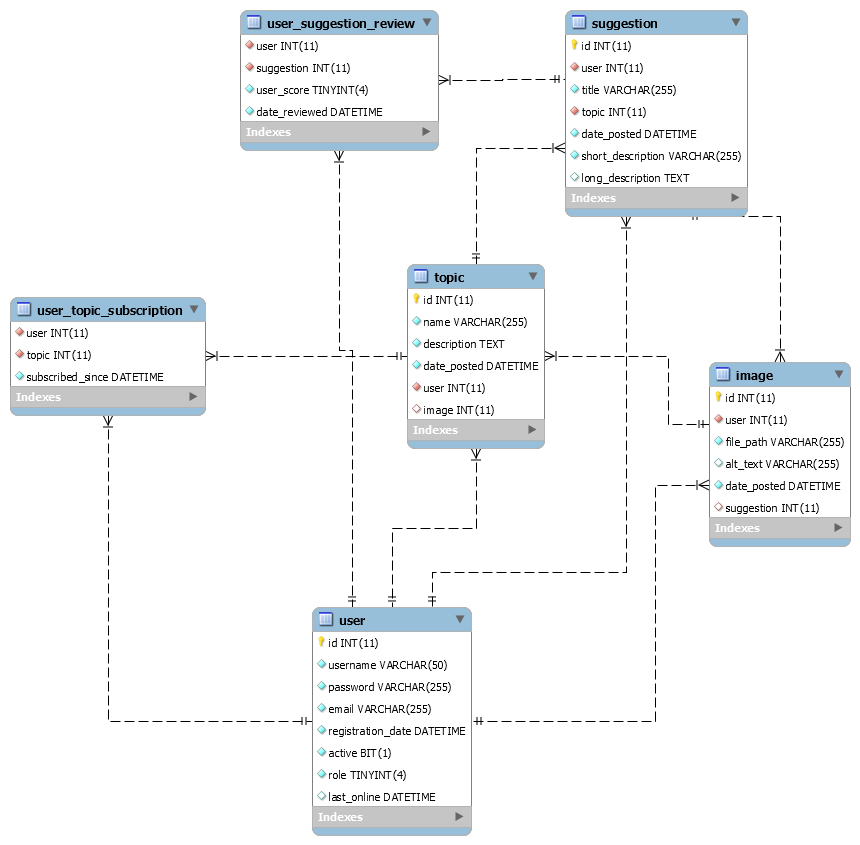 user_suggestion_review
user INT(11)
suggestion INT(11)
user_score TINYINT(4)
date_reviewed DATETIME
Indexes
suggestion
id INT(11)
user INT(11)
title VARCHAR(255)
topic INT(11)
date_posted DATETIME
short_description VARCHAR(255)
long_description TEXT
Indexes
topic
id INT(11)
name VARCHAR(255)
description TEXT
date_posted DATETIME
user INT(11)
image INT(11)
Indexes
user_topic_subscription
user INT(11)
topic INT(11)
subscribed_since DATETIME
Indexes
image
id INT(11)
user INT(11)
file_path VARCHAR(255)
alt_text VARCHAR(255)
date_posted DATETIME
suggestion INT(11)
Indexes
user
id INT(11)
username VARCHAR(50)
password VARCHAR(255)
email VARCHAR(255)
registration_date DATETIME
active BIT(1)
role TINYINT(4)
last_online DATETIME
Indexes